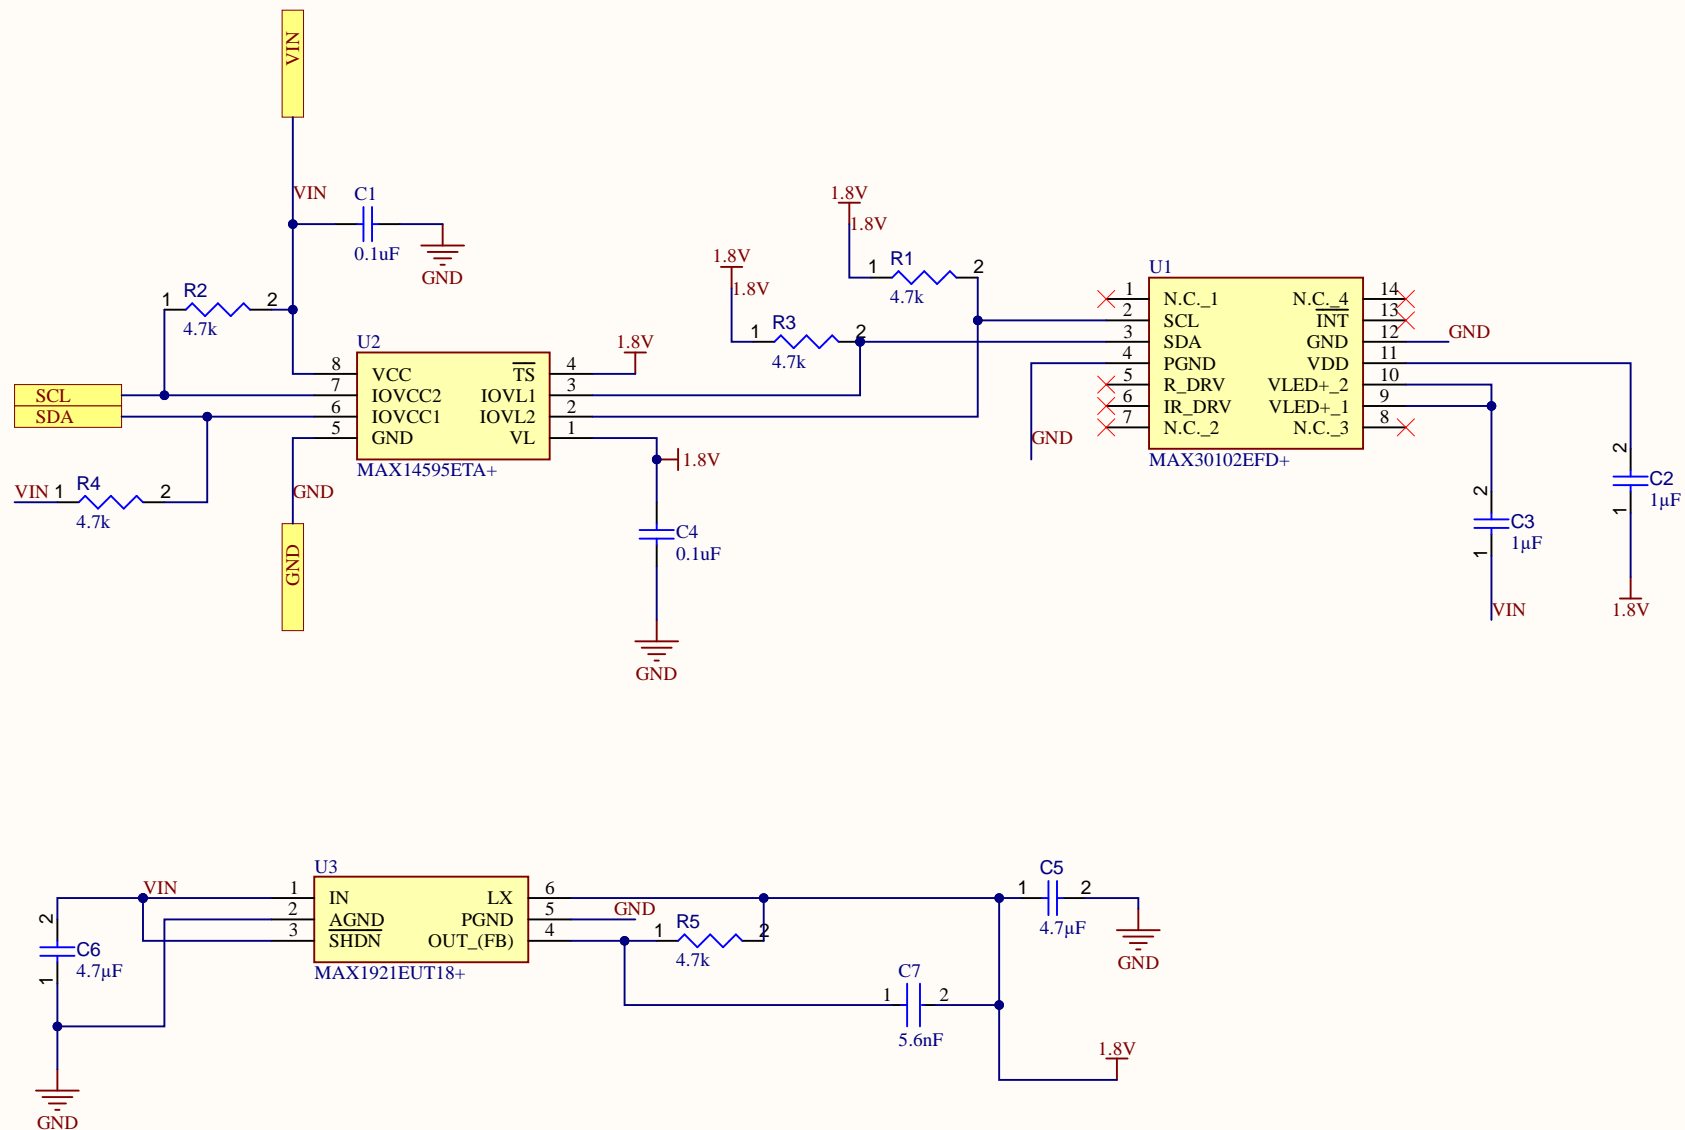 VIN
VIN
C1
0.1uF
GND
R2
1
2
4.7k
U2
8
VCC
7
IOVCC2
6
IOVCC1
5
GND
TS
4
IOVL1
3
IOVL2
2
VL
1
MAX14595ETA+
SCL
SDA
VIN
1
R4
2
4.7k
GND
GND
1.8V
1.8V
C4
0.1uF
GND
1.8V
1.8V
1
R1
2
4.7k
1.8V
1.8V
1
R3
2
4.7k
U1
1
N.C._1
2
SCL
3
SDA
4
PGND
5
R_DRV
6
IR_DRV
7
N.C._2
N.C._4
14
INT
13
GND
12
VDD
11
VLED+_2
10
VLED+_1
9
N.C._3
8
MAX30102EFD+
GND
GND
2
C3
1µF
1
VIN
2
C2
1µF
1
1.8V
U3
VIN
1
IN
2
AGND
3
SHDN
LX
6
PGND
5
OUT_(FB)
4
MAX1921EUT18+
2
C6
4.7µF
1
GND
GND
1
R5
2
4.7k
C7
1
2
5.6nF
C5
1
2
4.7µF
GND
1.8V